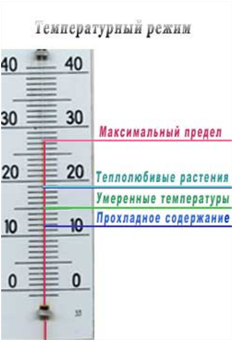 Температурный режим
40 40
30 30
Максимальный предел
20 20
Теплолюбивые растения
Умеренные температуры
Прохладное содержание
10 10
0 0